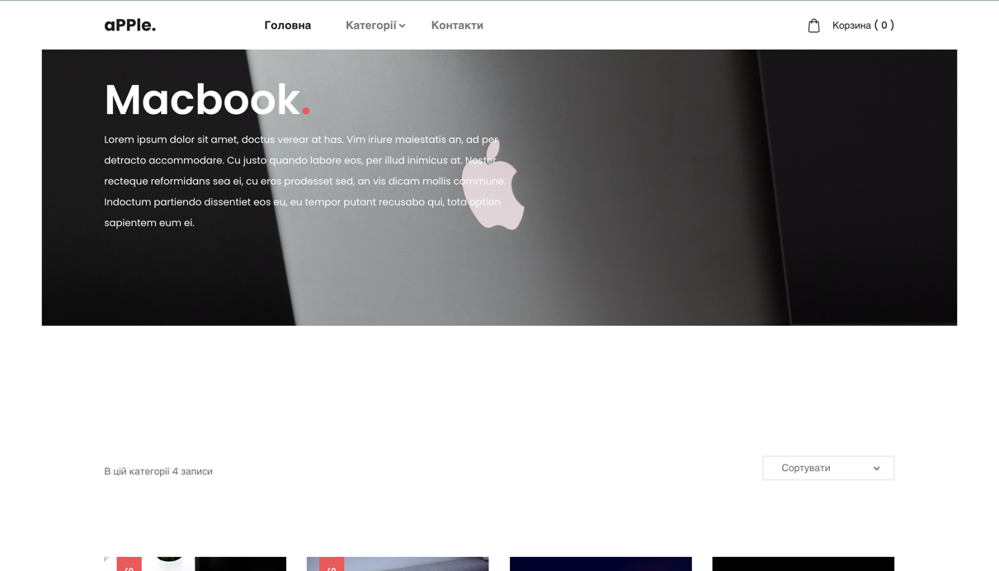 aPPle.
Головна
Категорії
Контакти
Корзина ( 0 )
Macbook.
Lorem ipsum dolor sit amet, doctus verear at has. Vim iriure maiestatis an, ad per
detracto accommodare. Cu justo quando labore eos, per illud inimicus at. Noster
recteque reformidans sea ei, cu eros prodesset sed, an vis dicam mollis commune.
Indoctum partiendo dissentiet eos eu, eu tempor putant recusabo qui, tota option
sapientem eum ei.
В цій категорії 4 записи
Сортувати